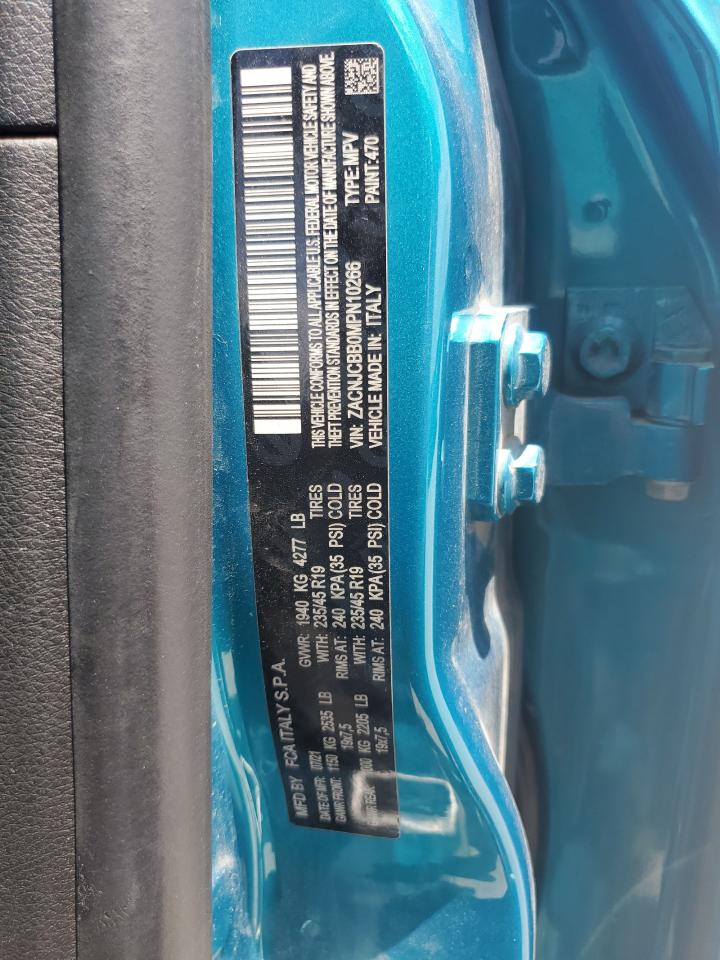 MFD BY FCA ITALY S.P.A.
DATE OF MFR: 07/21 GVWR: 1940 KG 4277 LB
GAWR FRONT: 1150 KG 2535 LB WITH: 235/45 R19 TIRES
19x7,5 RIMS AT: 240 KPA (35 PSI) COLD
GAWR REAR KG 2205 LB WITH: 235/45 R19 TIRES
19x7,5 RIMS AT: 240 KPA (35 PSI) COLD
THIS VEHICLE CONFORMS TO ALL APPLICABLE U.S. FEDERAL MOTOR VEHICLE SAFETY AND
THEFT PREVENTION STANDARDS IN EFFECT ON THE DATE OF MANUFACTURE SHOWN ABOVE.
VIN: ZACNJCBB0MPN10266 TYPE: MPV
VEHICLE MADE IN: ITALY PAINT: 470